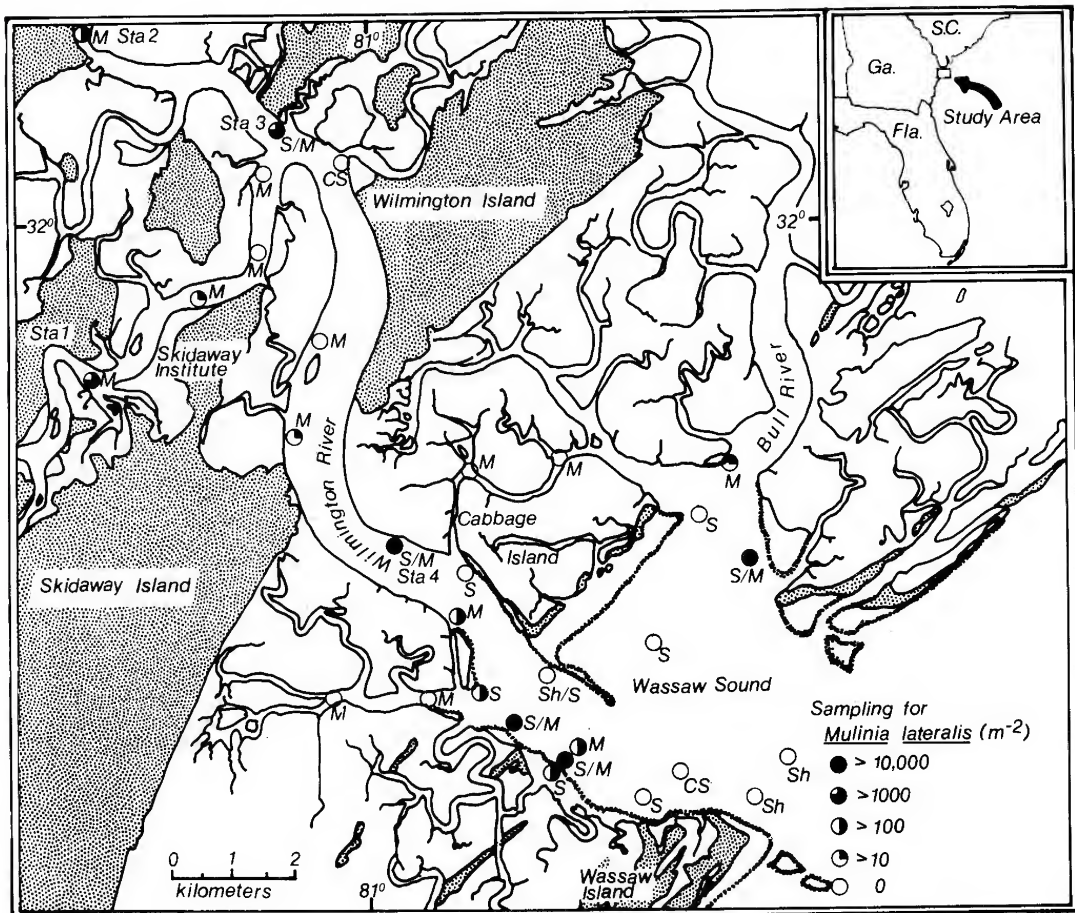 M Sta 2
81°
S.C.
Ga.
Study Area
Fla.
Sta 3
S/M
M
CS
Wilmington Island
32°
32°
M
M
Sta 1
Skidaway
Institute
M
M
M
Wilmington River
Bull River
M
M
M
Cabbage
Island
S
S/M
Sta 4
S
S/M
Skidaway Island
M
S
Sh/S
Wassaw Sound
M
M
S
S/M
M
S/M
S
S
CS
Sh
Sh
Sampling for
Mulinia lateralis (m⁻²)
> 10,000
>1000
> 100
> 10
0
0 1 2
kilometers
81°
Wassaw
Island